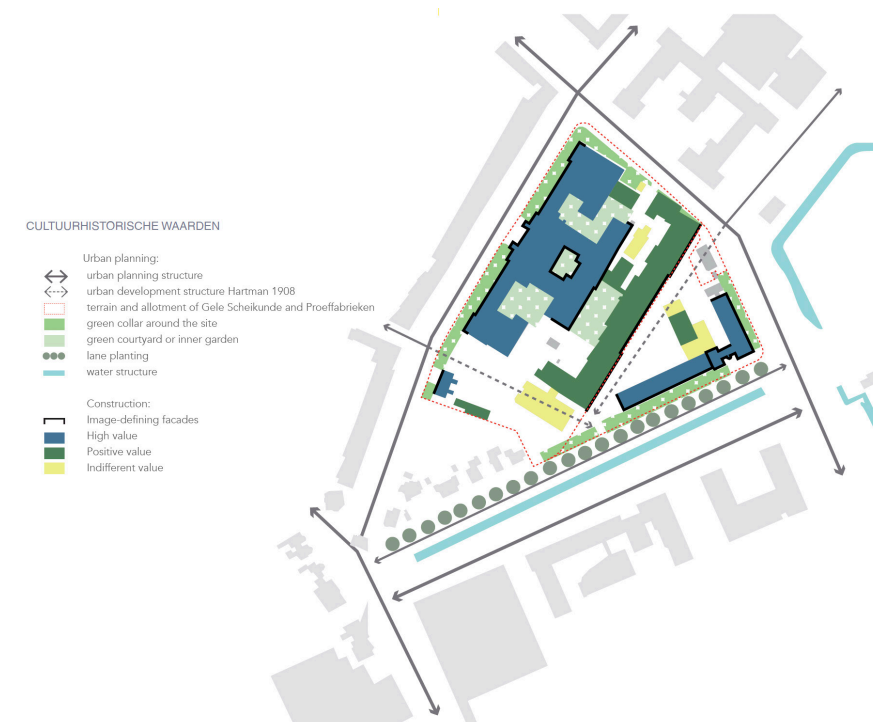 CULTUURHISTORISCHE WAARDEN
Urban planning:
urban planning structure
urban development structure Hartman 1908
terrain and allotment of Gele Scheikunde and Proeffabrieken
green collar around the site
green courtyard or inner garden
lane planting
water structure
Construction:
Image-defining facades
High value
Positive value
Indifferent value